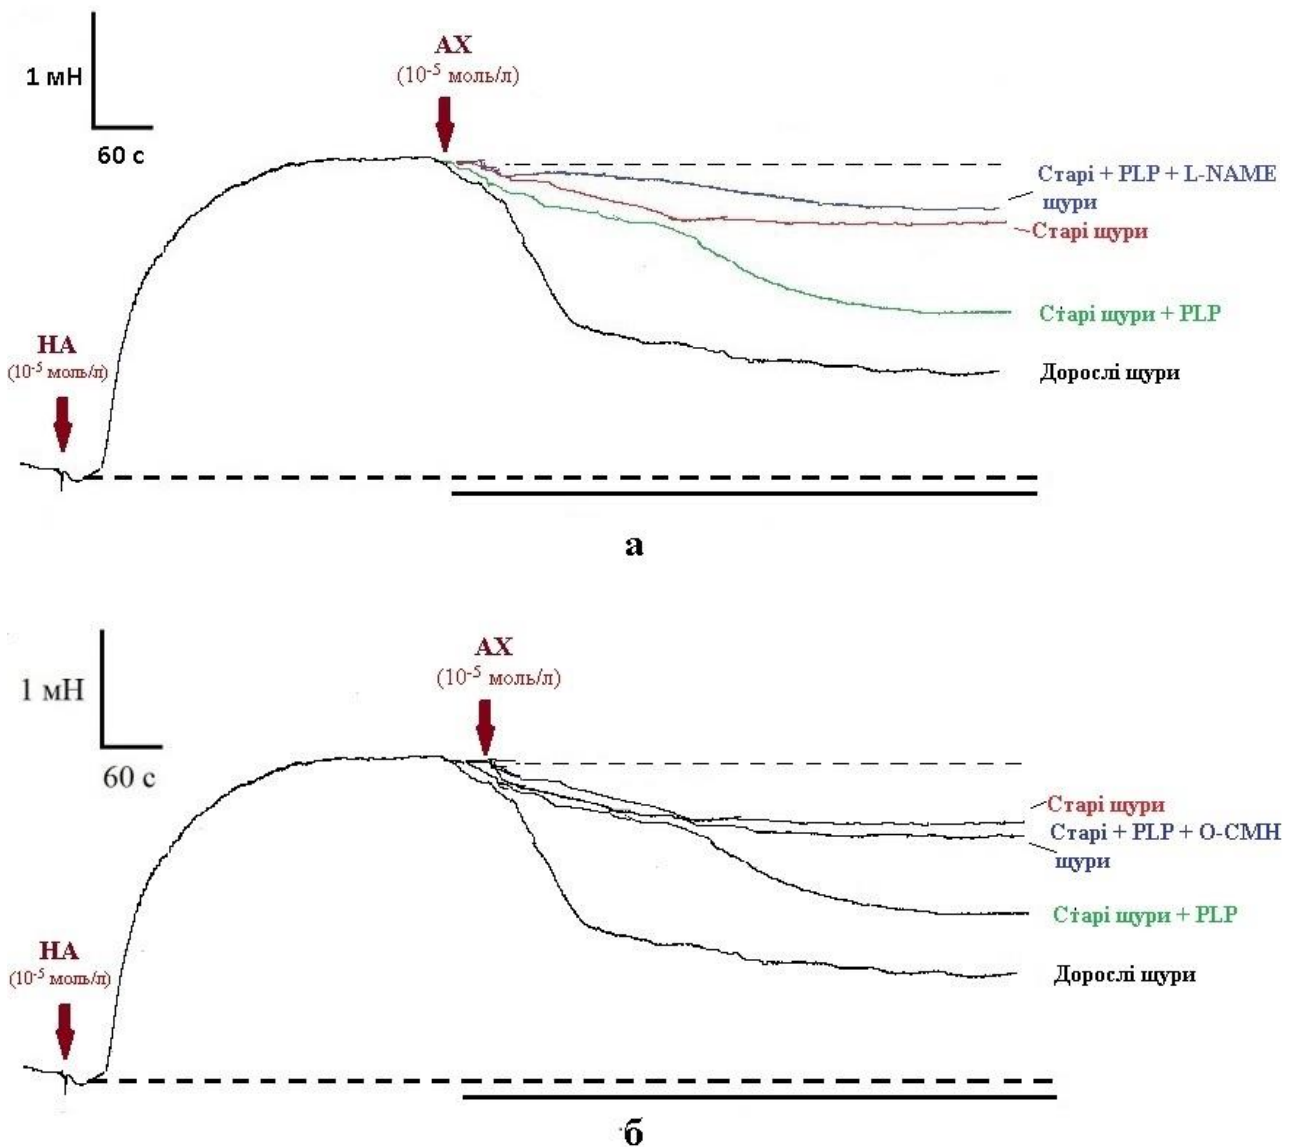 АХ
(10⁻⁵ моль/л)
1 мН
60 с
Старі + PLP + L-NAME
щури
Старі щури
Старі щури + PLP
НА
(10⁻⁵ моль/л)
Дорослі щури
а
АХ
(10⁻⁵ моль/л)
1 мН
60 с
Старі щури
Старі + PLP + O-CMH
щури
Старі щури + PLP
НА
(10⁻⁵ моль/л)
Дорослі щури
б